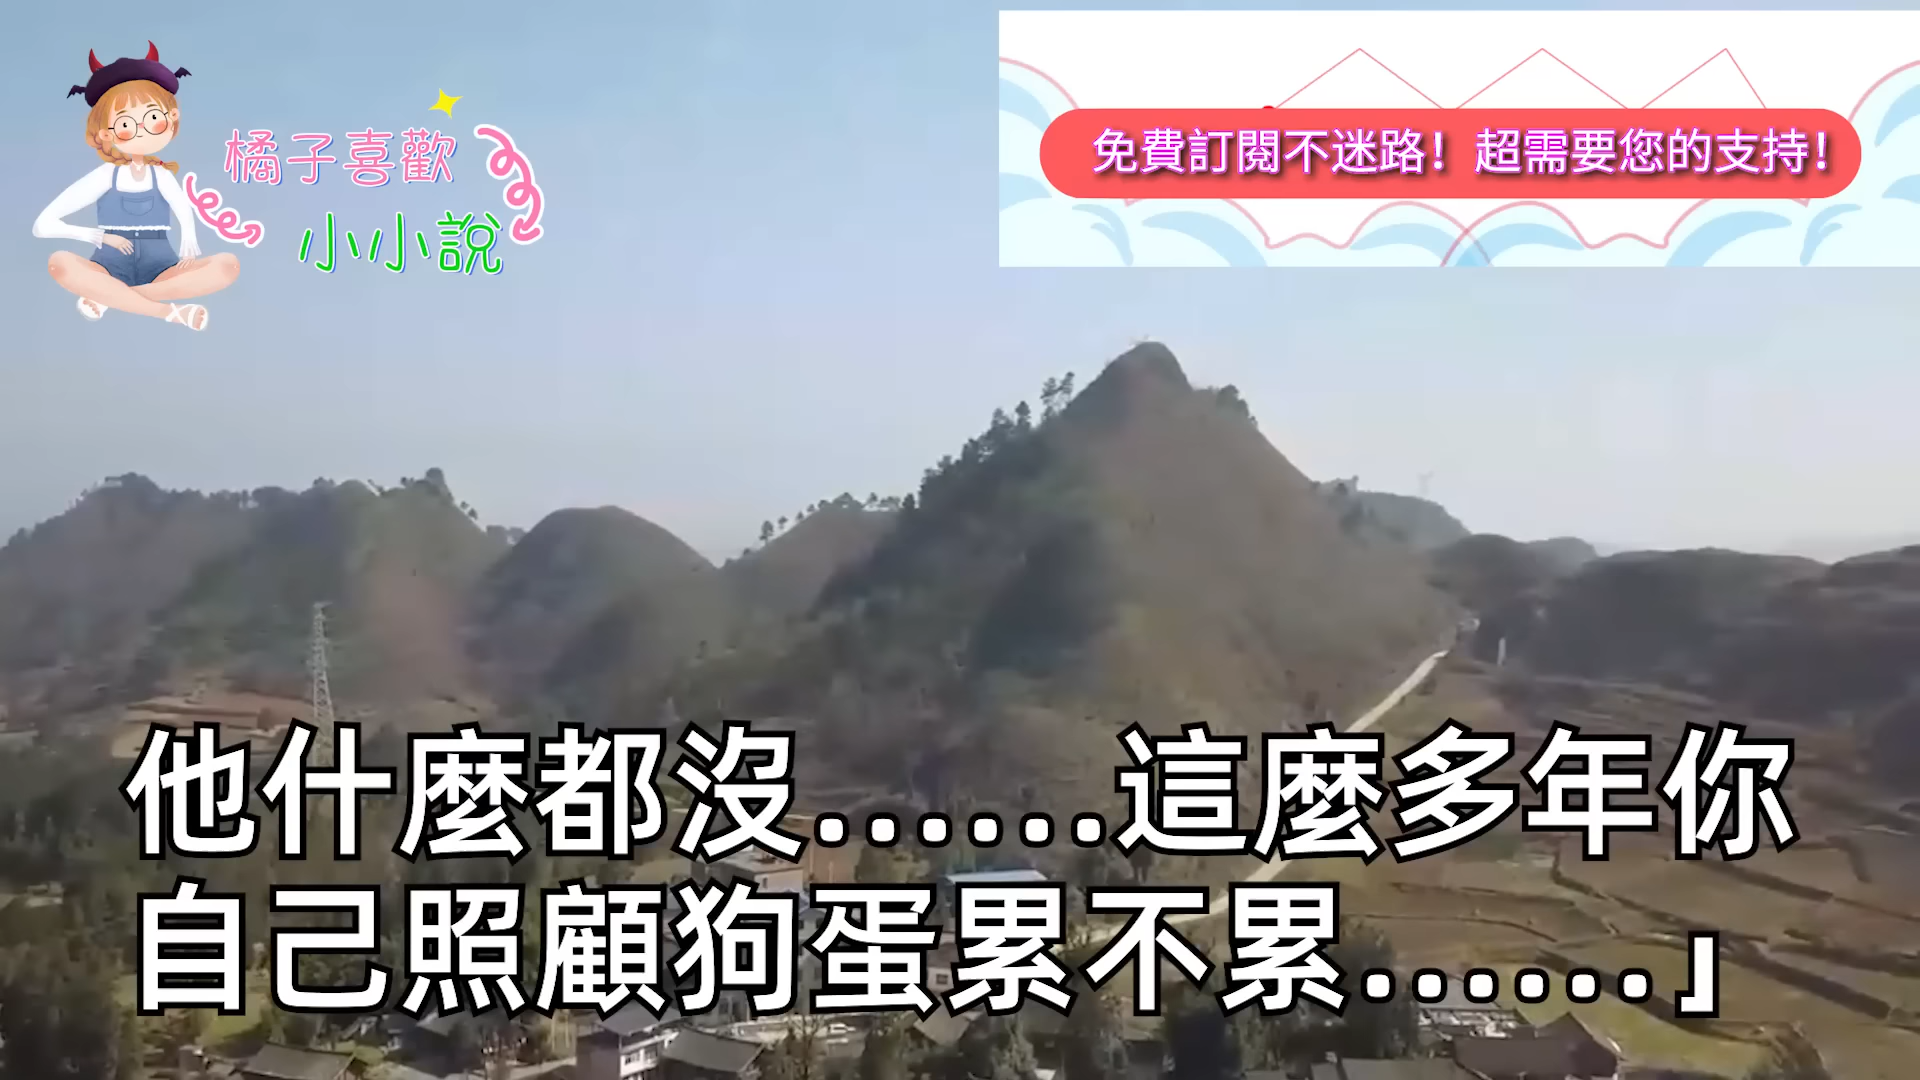 橘子喜歡
小小說
免費訂閱不迷路！超需要您的支持！
他什麼都沒......這麼多年你
自己照顧狗蛋累不累......」